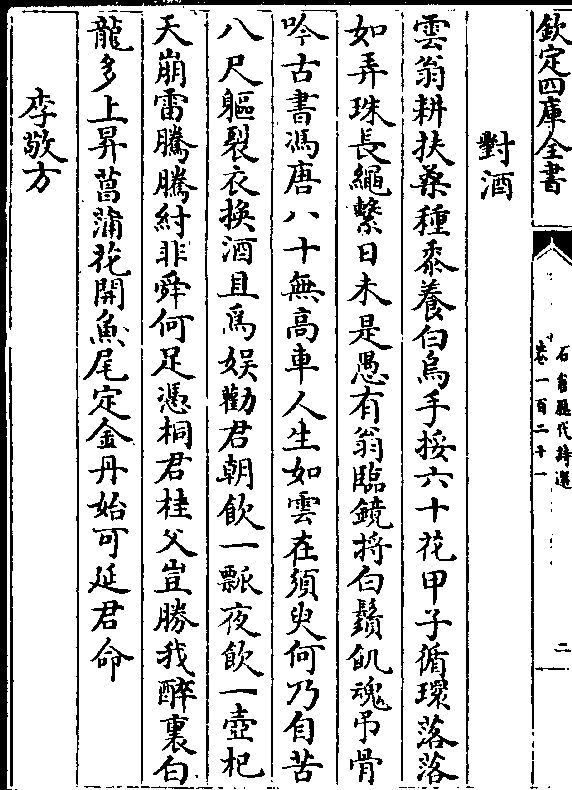 欽定四庫全書
石倉歷代詩選
卷一百二十一
二
對酒
雲翁耕扶桑種黍養白烏手挼六十花甲子循環落落
如弄珠長繩繫日未是愚有翁臨鏡捋白鬚飢魂弔骨
吟古書馮唐八十無高車人生如雲在須臾何乃自苦
八尺軀裂衣換酒且為娛勸君朝飲一瓢夜飲一壺杞
天崩雷騰騰紂非舜何足憑桐君桂父豈勝我醉裏白
龍多上昇菖蒲花開魚尾定金丹始可延君命
李敬方